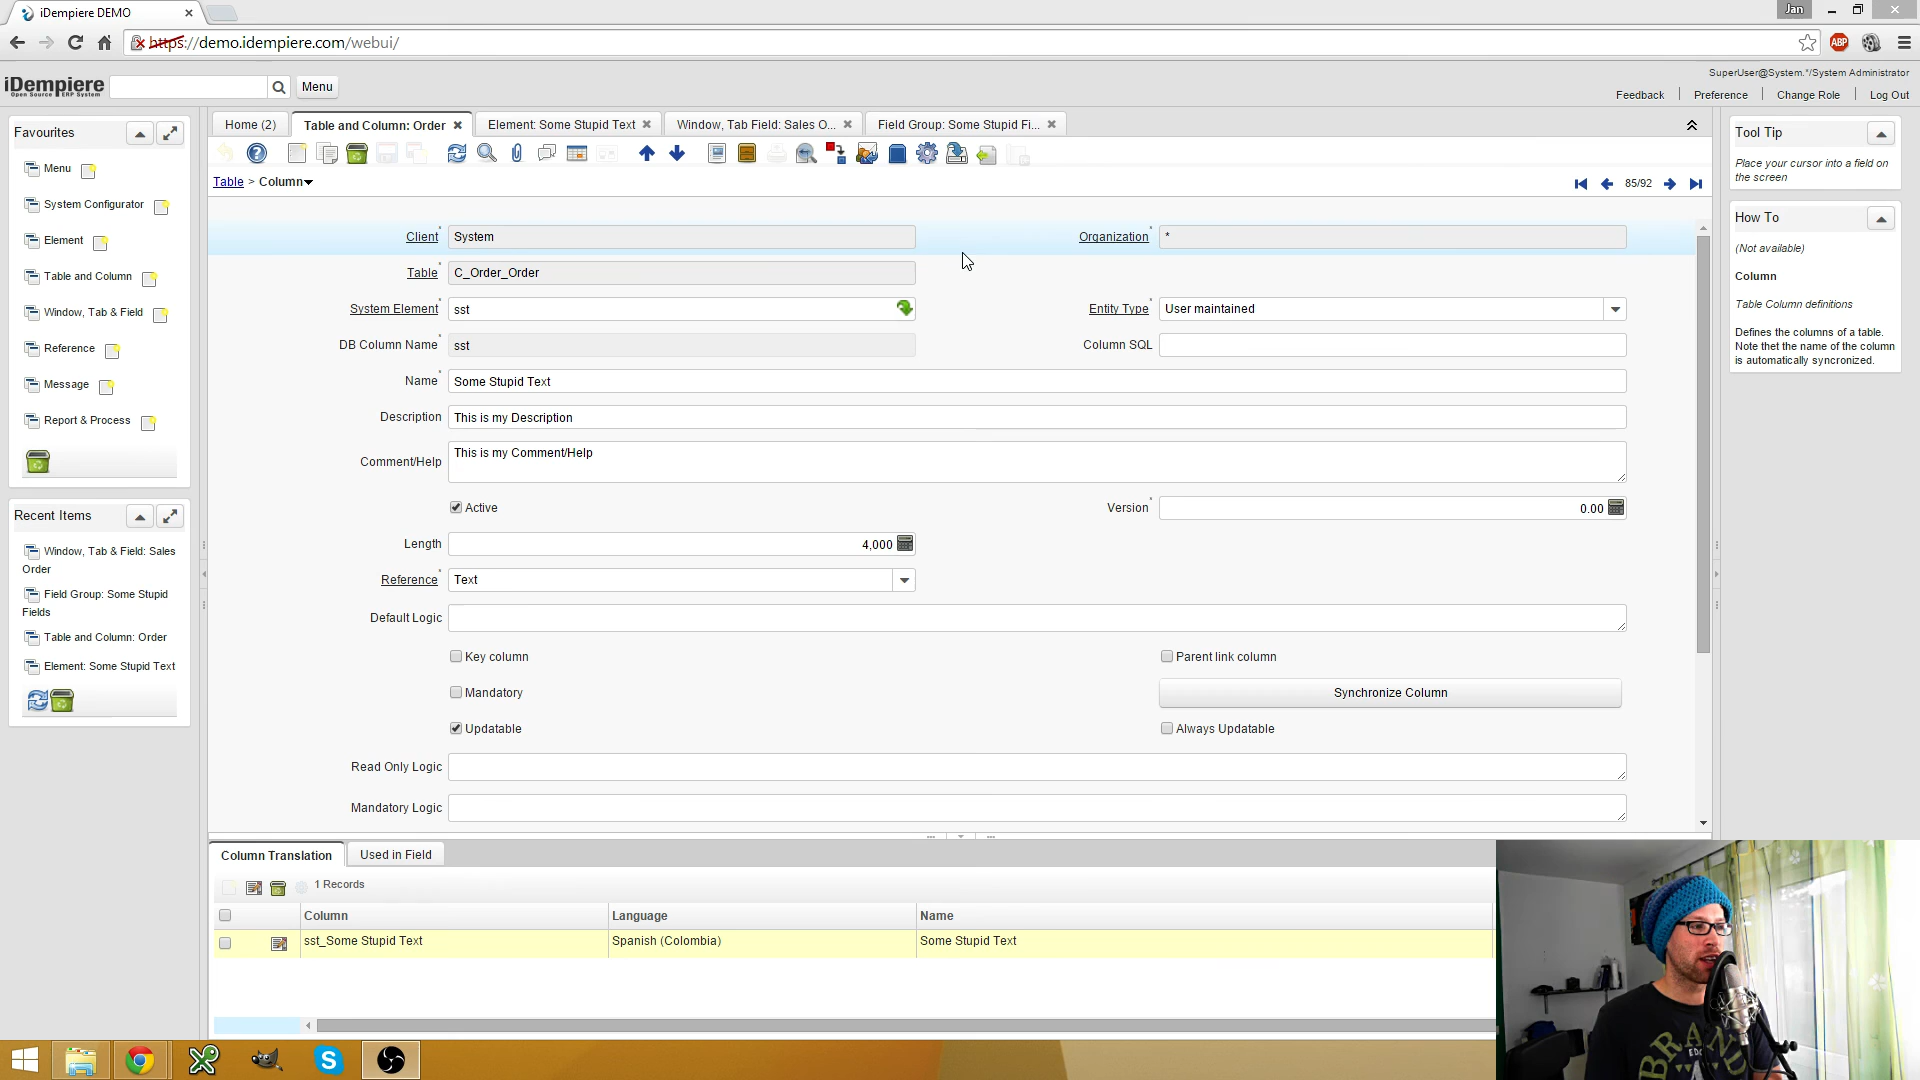 iDempiere DEMO
Jan
https://demo.idempiere.com/webui/
ABP
iDempiere
Open Source ERP System
Menu
SuperUser@System.*/System Administrator
Feedback
Preference
Change Role
Log Out
Favourites
Menu
System Configurator
Element
Table and Column
Window, Tab & Field
Reference
Message
Report & Process
Recent Items
Window, Tab & Field: Sales
Order
Field Group: Some Stupid
Fields
Table and Column: Order
Element: Some Stupid Text
Home (2)
Table and Column: Order
Element: Some Stupid Text
Window, Tab Field: Sales O...
Field Group: Some Stupid Fi...
Table > Column
85/92
Client * System
Organization * *
Table * C_Order_Order
System Element * sst
Entity Type * User maintained
DB Column Name * sst
Column SQL
Name * Some Stupid Text
Description This is my Description
Comment/Help This is my Comment/Help
Active
Version * 0.00
Length 4,000
Reference * Text
Default Logic
Key column
Parent link column
Mandatory
Synchronize Column
Updatable
Always Updatable
Read Only Logic
Mandatory Logic
Column Translation
Used in Field
1 Records
Column
Language
Name
sst_Some Stupid Text
Spanish (Colombia)
Some Stupid Text
Tool Tip
Place your cursor into a field on
the screen
How To
(Not available)
Column
Table Column definitions
Defines the columns of a table.
Note thet the name of the column
is automatically syncronized.